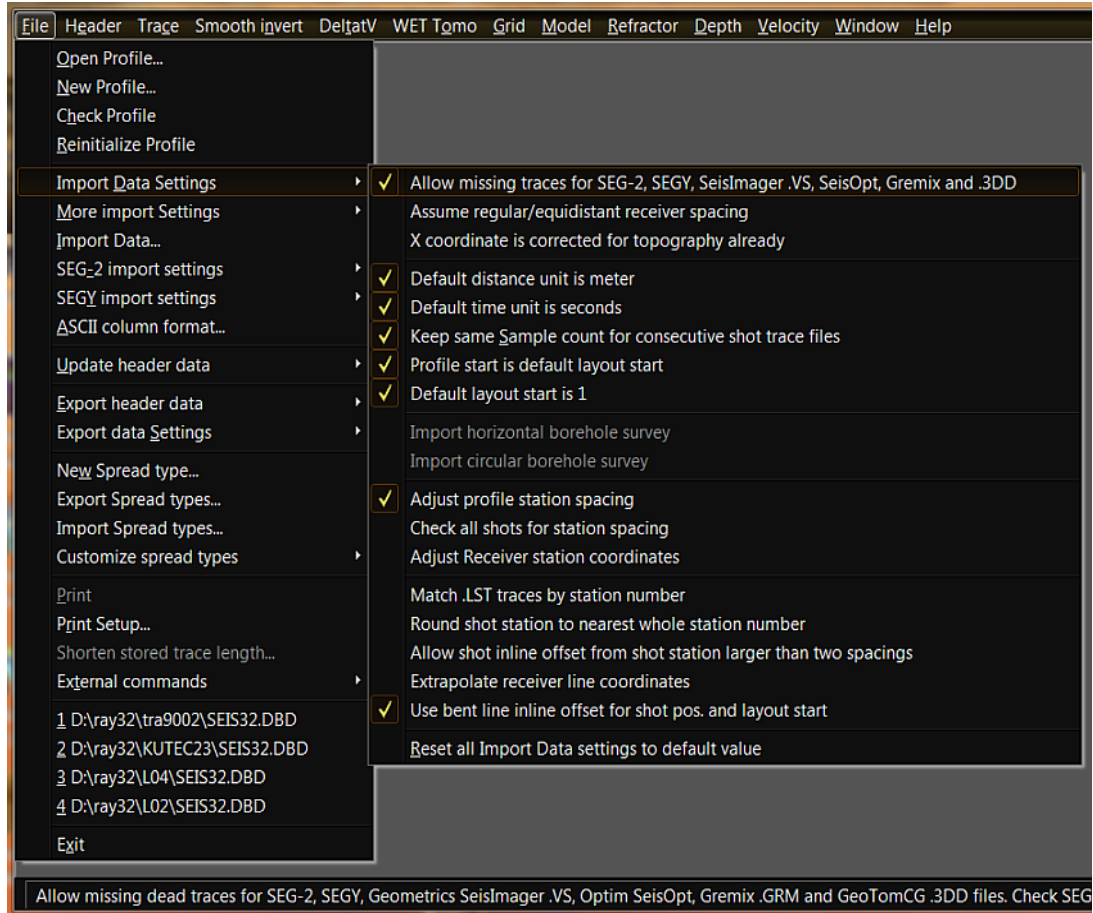 File Header Trace Smooth invert DeltatV WET Tomo Grid Model Refractor Depth Velocity Window Help
Open Profile...
New Profile...
Check Profile
Reinitialize Profile
Import Data Settings
More import Settings
Import Data...
SEG-2 import settings
SEGY import settings
ASCII column format...
Update header data
Export header data
Export data Settings
New Spread type...
Export Spread types...
Import Spread types...
Customize spread types
Print
Print Setup...
Shorten stored trace length...
External commands
1 D:\ray32\tra9002\SEIS32.DBD
2 D:\ray32\KUTEC23\SEIS32.DBD
3 D:\ray32\L04\SEIS32.DBD
4 D:\ray32\L02\SEIS32.DBD
Exit
Allow missing traces for SEG-2, SEGY, SeisImager .VS, SeisOpt, Gremix and .3DD
Assume regular/equidistant receiver spacing
X coordinate is corrected for topography already
Default distance unit is meter
Default time unit is seconds
Keep same Sample count for consecutive shot trace files
Profile start is default layout start
Default layout start is 1
Import horizontal borehole survey
Import circular borehole survey
Adjust profile station spacing
Check all shots for station spacing
Adjust Receiver station coordinates
Match .LST traces by station number
Round shot station to nearest whole station number
Allow shot inline offset from shot station larger than two spacings
Extrapolate receiver line coordinates
Use bent line inline offset for shot pos. and layout start
Reset all Import Data settings to default value
Allow missing dead traces for SEG-2, SEGY, Geometrics SeisImager .VS, Optim SeisOpt, Gremix .GRM and GeoTomCG .3DD files. Check SEG